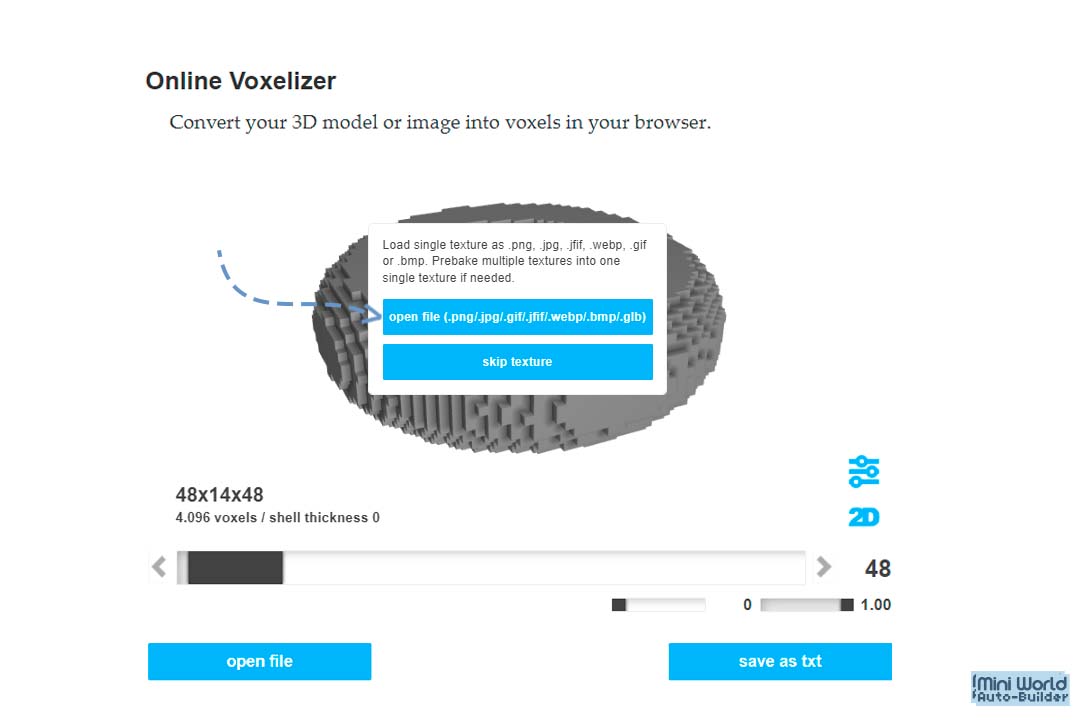 Online Voxelizer
Convert your 3D model or image into voxels in your browser.
Load single texture as .png, .jpg, .jfif, .webp, .gif
or .bmp. Prebake multiple textures into one
single texture if needed.
open file (.png/.jpg/.gif/.jfif/.webp/.bmp/.glb)
skip texture
48x14x48
4.096 voxels / shell thickness 0
2D
48
0
1.00
open file
save as txt
Mini World
Auto-Builder